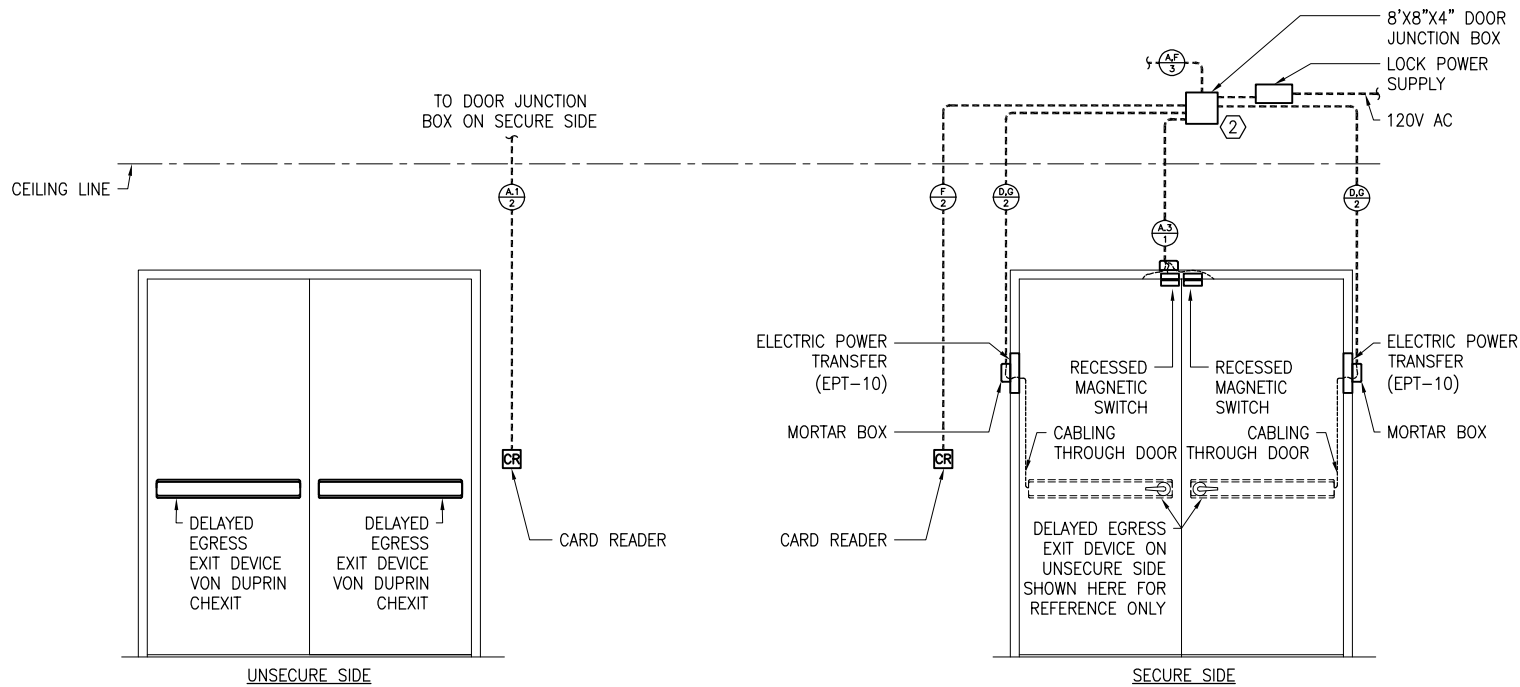 8'X8"X4" DOOR
JUNCTION BOX
LOCK POWER
SUPPLY
120V AC
A,F
3
2
TO DOOR JUNCTION
BOX ON SECURE SIDE
CEILING LINE
A.1
2
F
2
D,G
2
A.3
1
D,G
2
ELECTRIC POWER
TRANSFER
(EPT-10)
MORTAR BOX
RECESSED
MAGNETIC
SWITCH
RECESSED
MAGNETIC
SWITCH
ELECTRIC POWER
TRANSFER
(EPT-10)
MORTAR BOX
CABLING
THROUGH DOOR
CABLING
THROUGH DOOR
CR
CR
CARD READER
CARD READER
DELAYED
EGRESS
EXIT DEVICE
VON DUPRIN
CHEXIT
DELAYED
EGRESS
EXIT DEVICE
VON DUPRIN
CHEXIT
DELAYED EGRESS
EXIT DEVICE ON
UNSECURE SIDE
SHOWN HERE FOR
REFERENCE ONLY
UNSECURE SIDE
SECURE SIDE